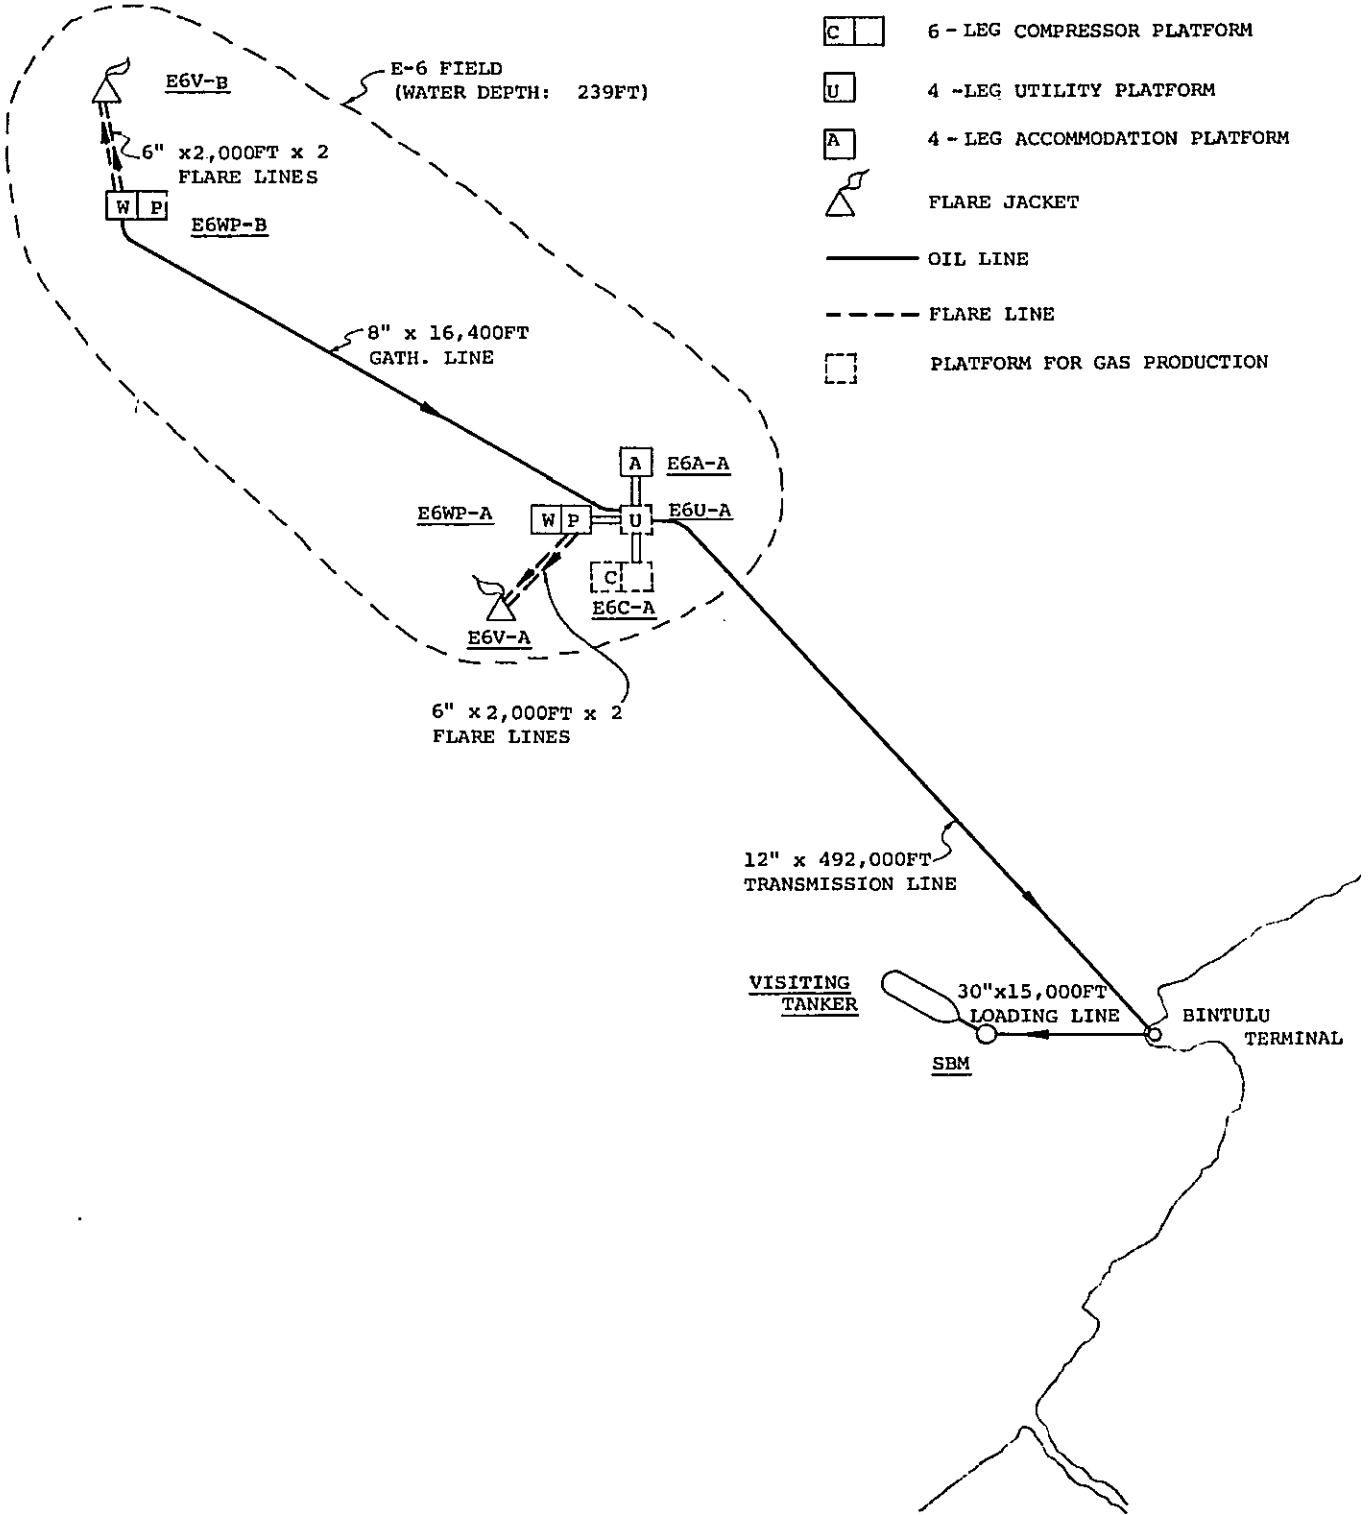 C
6-LEG COMPRESSOR PLATFORM
U
4-LEG UTILITY PLATFORM
A
4-LEG ACCOMMODATION PLATFORM
FLARE JACKET
OIL LINE
FLARE LINE
PLATFORM FOR GAS PRODUCTION
E-6 FIELD
(WATER DEPTH: 239FT)
E6V-B
6" x2,000FT x 2
FLARE LINES
W P
E6WP-B
8" x 16,400FT
GATH. LINE
A
E6A-A
E6WP-A
W P
U
E6U-A
C
E6C-A
E6V-A
6" x2,000FT x 2
FLARE LINES
12" x 492,000FT
TRANSMISSION LINE
VISITING
TANKER
30"x15,000FT
LOADING LINE
SBM
BINTULU
TERMINAL